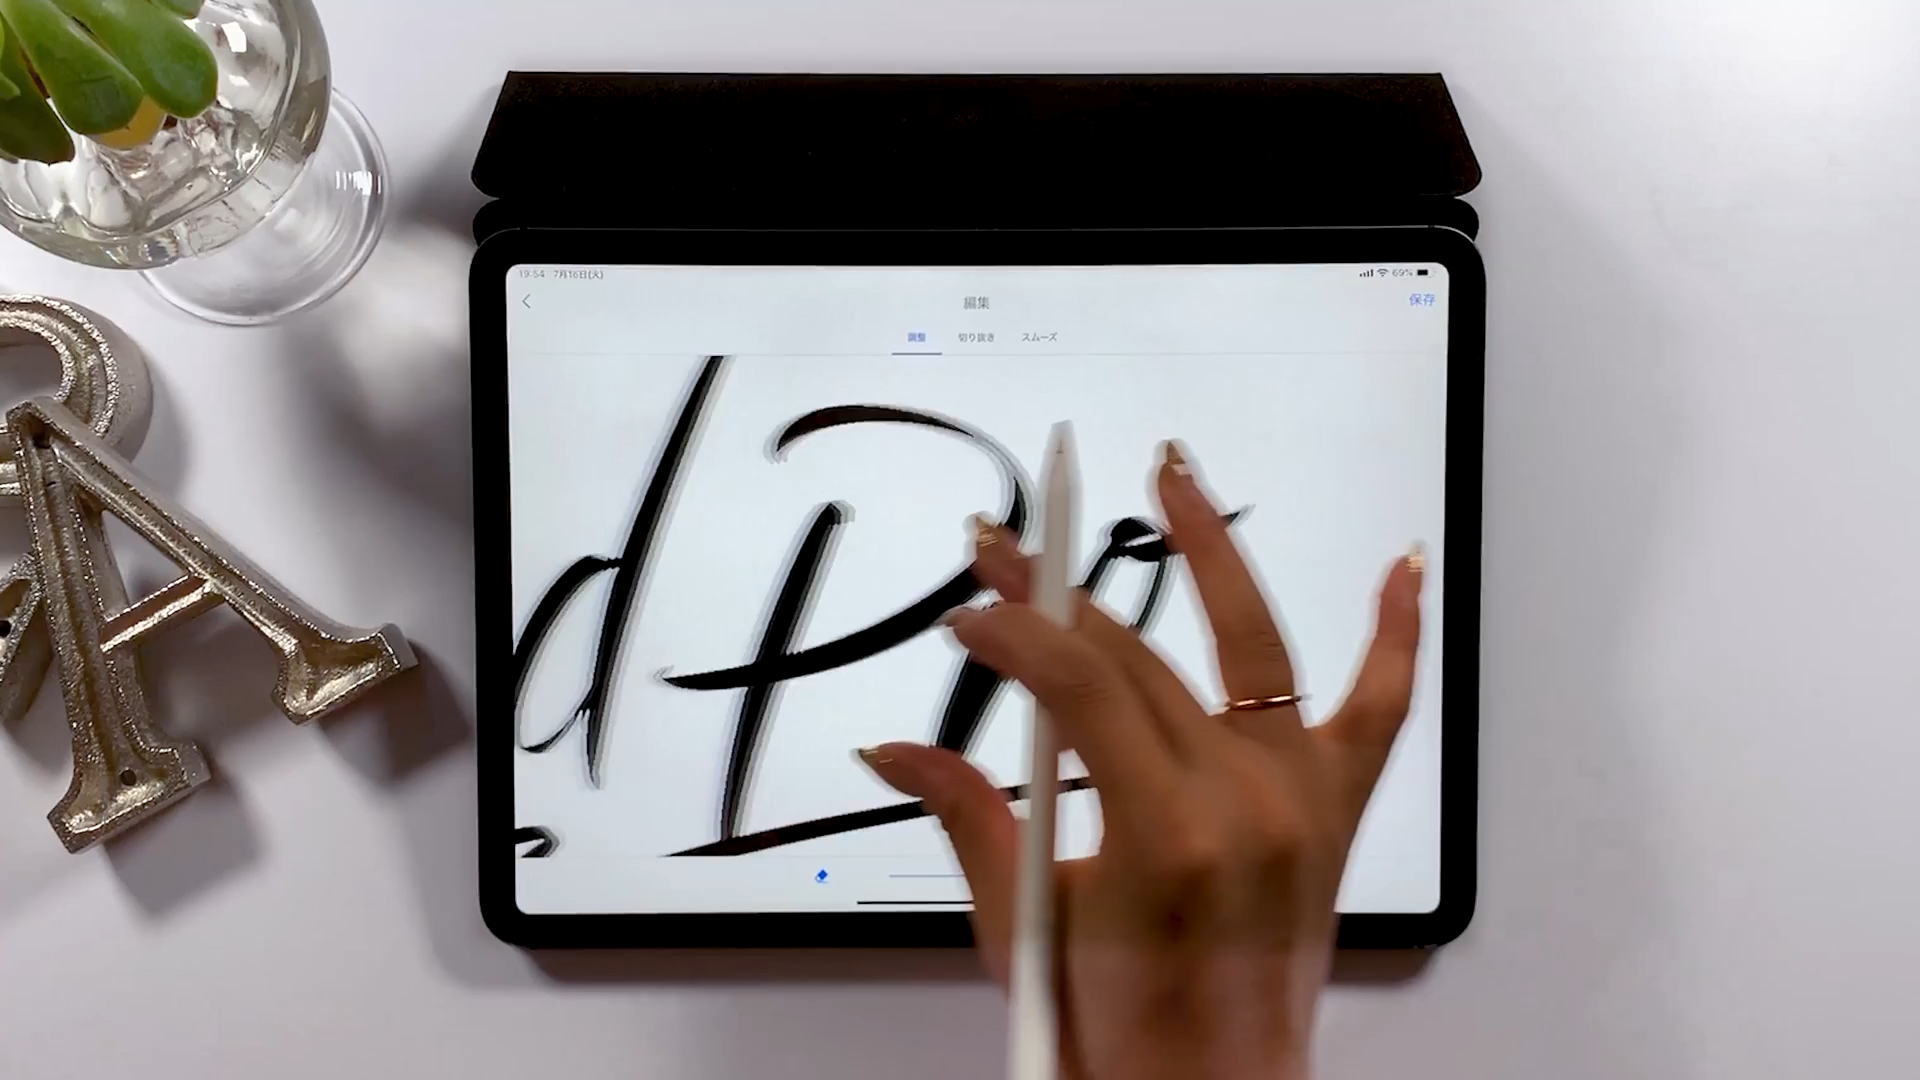 19:54 7月16日(火) 69%
編集 保存
調整 切り抜き スムーズ
d Pro
A